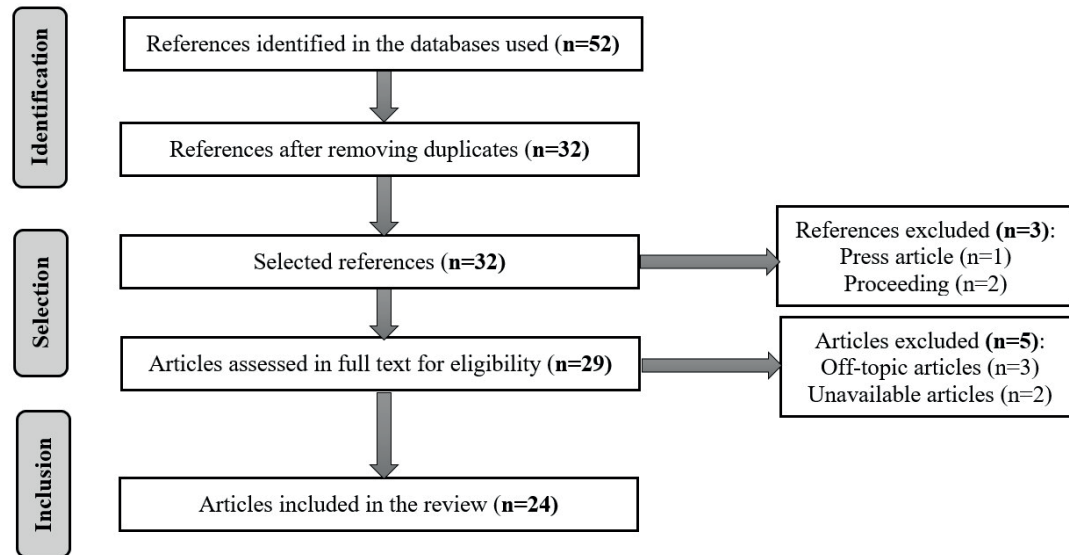 Identification
References identified in the databases used (n=52)
References after removing duplicates (n=32)
Selection
Selected references (n=32)
References excluded (n=3):
Press article (n=1)
Proceeding (n=2)
Articles assessed in full text for eligibility (n=29)
Articles excluded (n=5):
Off-topic articles (n=3)
Unavailable articles (n=2)
Inclusion
Articles included in the review (n=24)